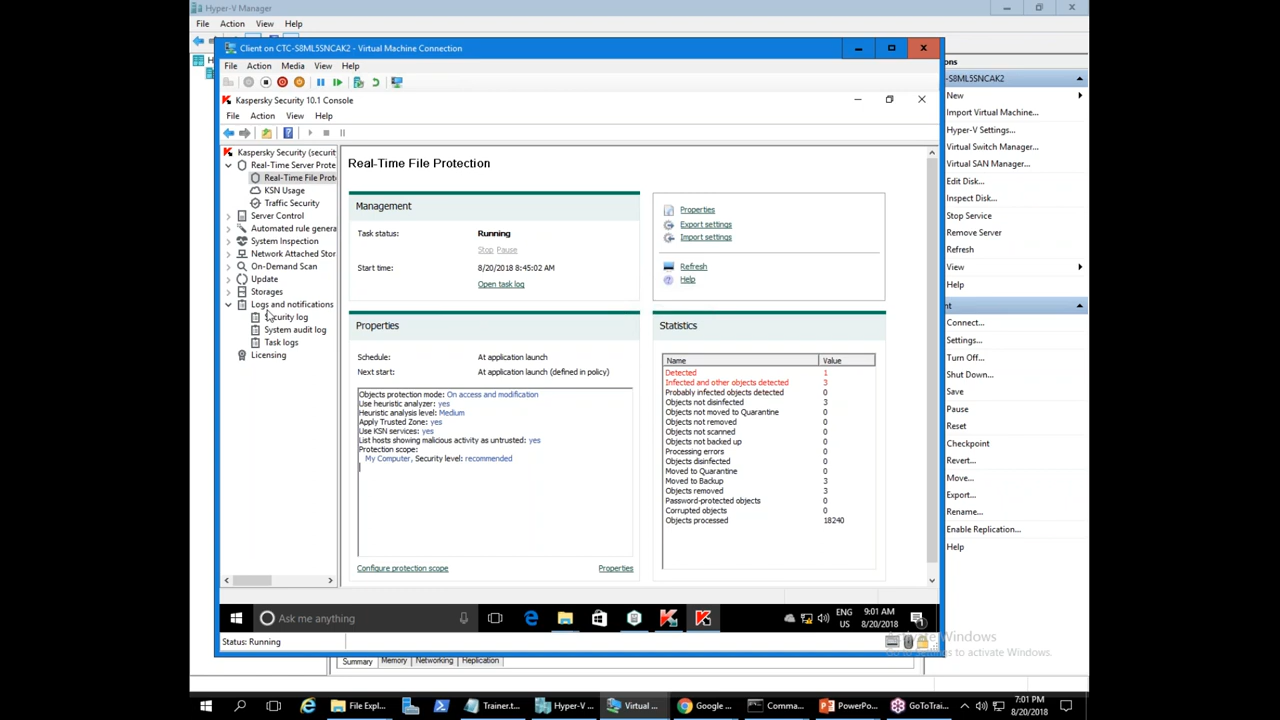 Hyper-V Manager
File Action View Help
Client on CTC-S8ML5SNCAK2 - Virtual Machine Connection
File Action Media View Help
Kaspersky Security 10.1 Console
File Action View Help
Kaspersky Security (securit
Real-Time Server Prote
Real-Time File Prot
KSN Usage
Traffic Security
Server Control
Automated rule genera
System Inspection
Network Attached Stor
On-Demand Scan
Update
Storages
Logs and notifications
curity log
System audit log
Task logs
Licensing
Real-Time File Protection
Management
Task status: Running
Stop Pause
Start time: 8/20/2018 8:45:02 AM
Open task log
Properties
Export settings
Import settings
Refresh
Help
Properties
Schedule: At application launch
Next start: At application launch (defined in policy)
Objects protection mode: On access and modification
Use heuristic analyzer: yes
Heuristic analysis level: Medium
Apply Trusted Zone: yes
Use KSN services: yes
List hosts showing malicious activity as untrusted: yes
Protection scope:
My Computer, Security level: recommended
Configure protection scope Properties
Statistics
Name Value
Detected 1
Infected and other objects detected 3
Probably infected objects detected 0
Objects not disinfected 3
Objects not moved to Quarantine 0
Objects not removed 0
Objects not scanned 0
Objects not backed up 0
Processing errors 0
Objects disinfected 0
Moved to Quarantine 0
Moved to Backup 3
Objects removed 3
Password-protected objects 0
Corrupted objects 0
Objects processed 18240
Ask me anything
ENG
US
9:01 AM
8/20/2018
1
Status: Running
ons
-S8ML5SNCAK2
New
Import Virtual Machine...
Hyper-V Settings...
Virtual Switch Manager...
Virtual SAN Manager...
Edit Disk...
Inspect Disk...
Stop Service
Remove Server
Refresh
View
Help
nt
Connect...
Settings...
Turn Off...
Shut Down...
Save
Pause
Reset
Checkpoint
Revert...
Move...
Export...
Rename...
Enable Replication...
Help
Activate Windows
Go to Settings to activate Windows.
Summary Memory Networking Replication
File Expl... Trainer.t... Hyper-V ... Virtual ... Google ... Comma... PowerPo... GoToTrai...
7:01 PM
8/20/2018